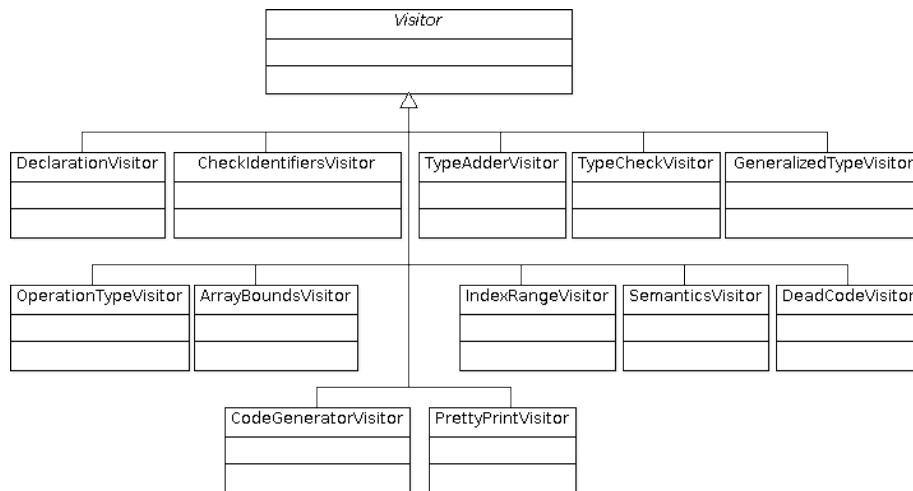 Visitor
DeclarationVisitor
CheckIdentifiersVisitor
TypeAdderVisitor
TypeCheckVisitor
GeneralizedTypeVisitor
OperationTypeVisitor
ArrayBoundsVisitor
IndexRangeVisitor
SemanticsVisitor
DeadCodeVisitor
CodeGeneratorVisitor
PrettyPrintVisitor